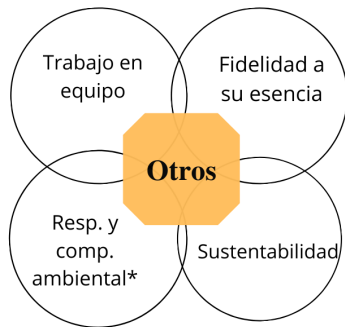 Trabajo en
equipo
Fidelidad a
su esencia
Otros
Resp. y
comp.
ambiental*
Sustentabilidad